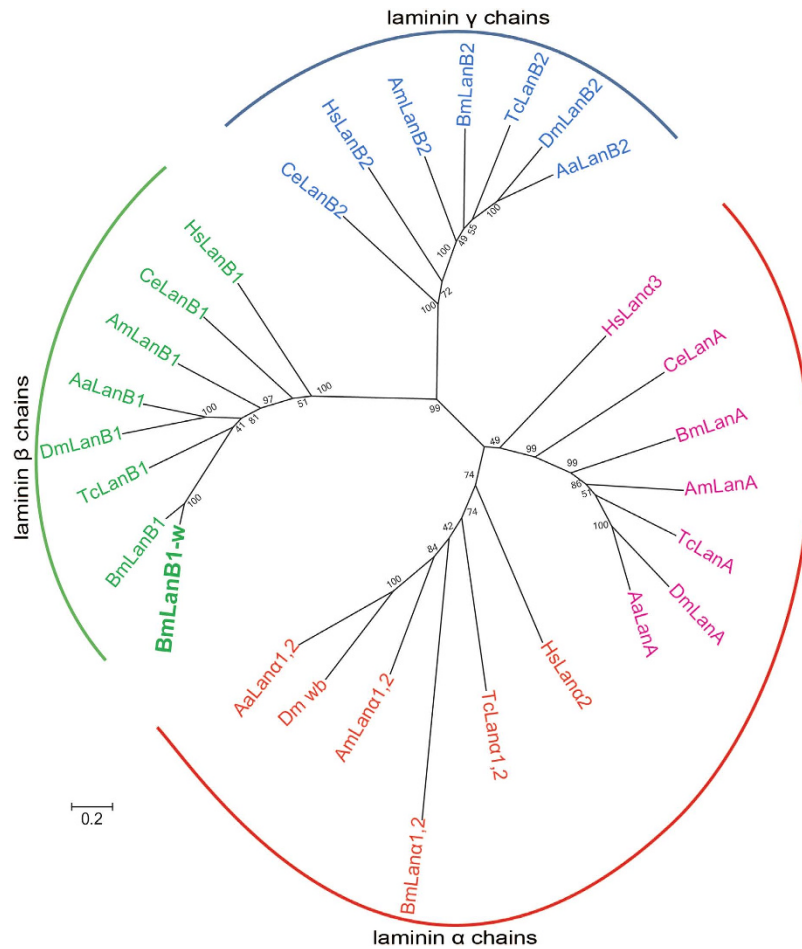 laminin γ chains
CeLanB2
HsLanB2
AmLanB2
BmLanB2
TcLanB2
DmLanB2
AaLanB2
100
49
55
100
72
100
laminin β chains
HsLanB1
CeLanB1
AmLanB1
AaLanB1
DmLanB1
TcLanB1
BmLanB1
BmLanB1-w
100
97
51
100
81
41
100
99
HsLanα3
CeLanA
BmLanA
AmLanA
TcLanA
DmLanA
AaLanA
49
99
99
86
51
100
74
74
42
84
100
AaLanα1,2
Dm wb
AmLanα1,2
BmLanα1,2
TcLanα1,2
HsLanα2
0.2
laminin α chains